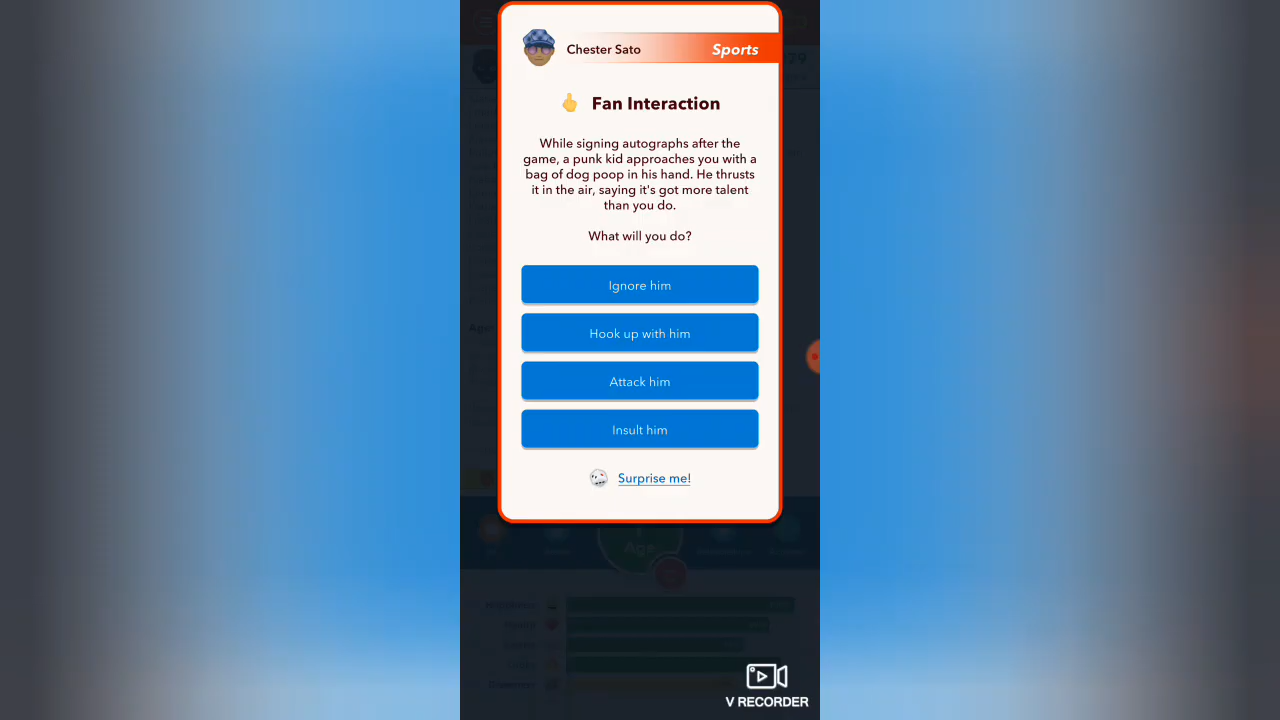 Chester Sato
Sports
Fan Interaction
While signing autographs after the
game, a punk kid approaches you with a
bag of dog poop in his hand. He thrusts
it in the air, saying it's got more talent
than you do.
What will you do?
Ignore him
Hook up with him
Attack him
Insult him
Surprise me!
Age
V RECORDER